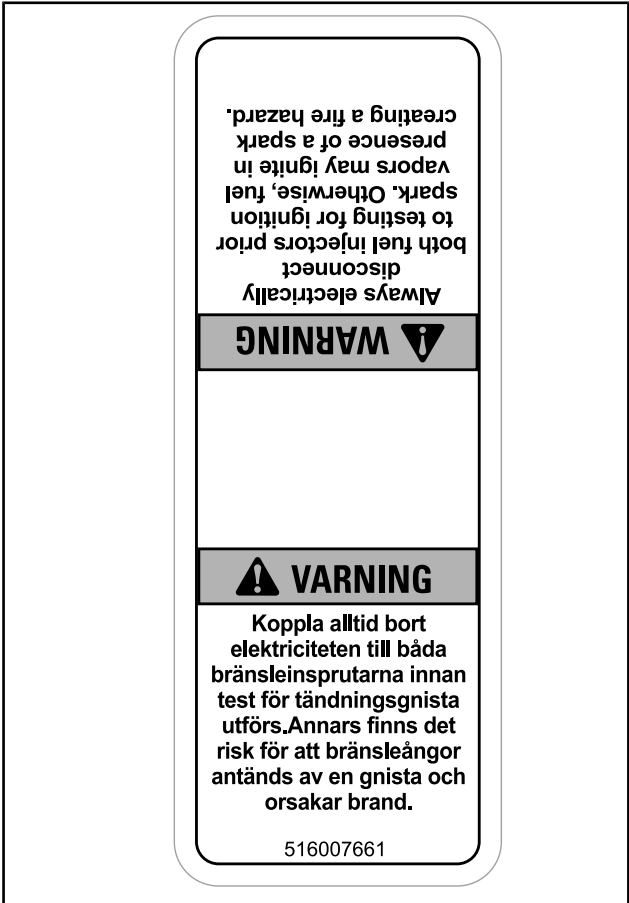 WARNING
Always electrically
disconnect
both fuel injectors prior
to testing for ignition
spark. Otherwise, fuel
vapors may ignite in
presence of a spark
creating a fire hazard.
VARNING
Koppla alltid bort
elektriciteten till båda
bränsleinsprutarna innan
test för tändningsgnista
utförs.Annars finns det
risk för att bränsleångor
antänds av en gnista och
orsakar brand.
516007661